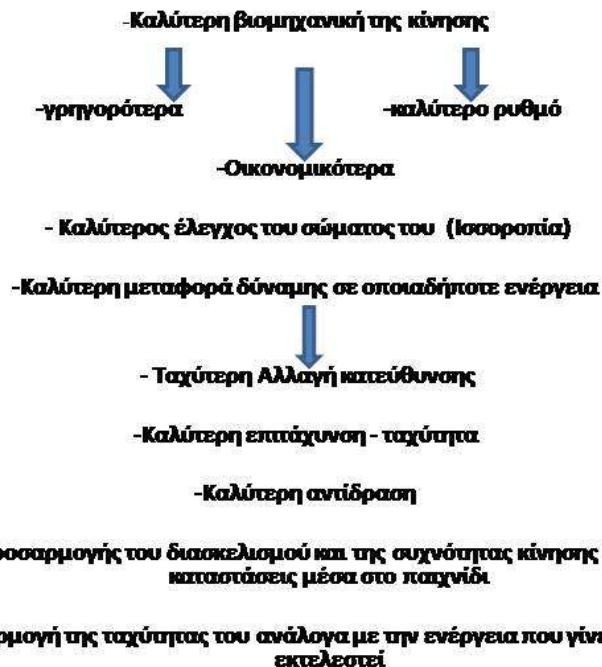 -Καλύτερη βιομηχανική της κίνησης
-γρηγορότερα
-καλύτερο ρυθμό
-Οικονομικότερα
- Καλύτερος έλεγχος του σώματος του (Ισσοροπία)
-Καλύτερη μεταφορά δύναμης σε οποιαδήποτε ενέργεια
- Ταχύτερη Αλλαγή κατεύθυνσης
-Καλύτερη επιτάχυνση - ταχύτητα
-Καλύτερη αντίδραση
του διασκελισμού και της συχνότητας κίνησης
καταστάσεις μέσα στο παιχνίδι
της ταχύτητας του ανάλογα με την ενέργεια που
εκτελεστεί